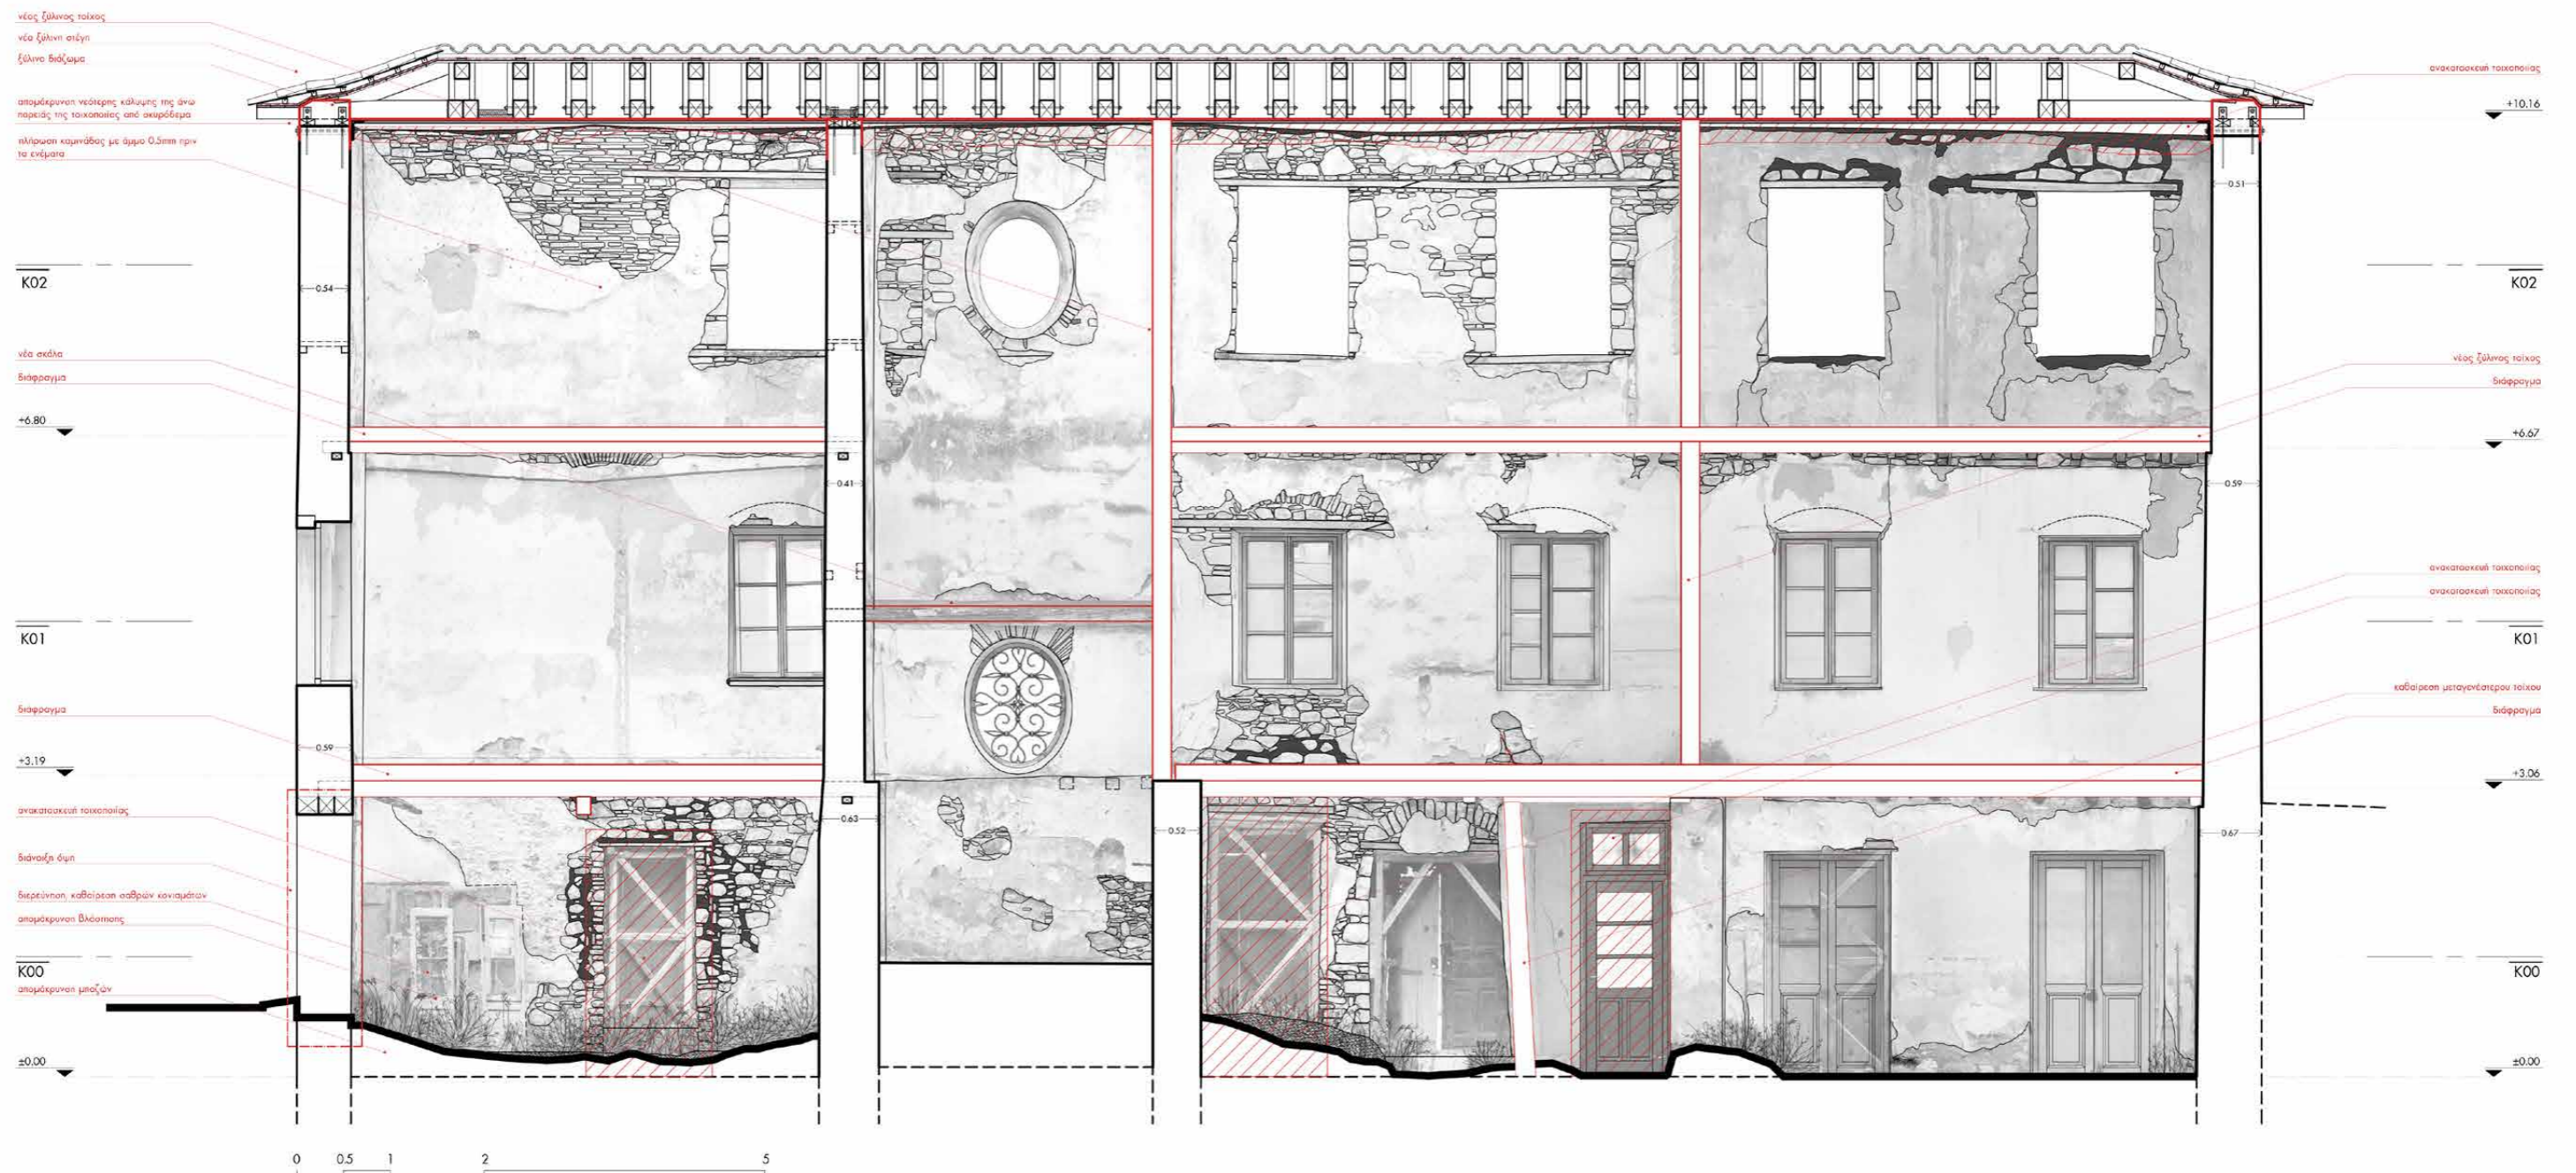 νέος ξύλινος τοίχος
νέα ξύλινη στέγη
ξύλινο διάζωμα
απομάκρυνση νεότερης κάλυψης της άνω
παρειάς της τοιχοποιίας από σκυρόδεμα
πλήρωση καμινάδας με άμμο 0,5mm πριν
τα ενέματα
K02
νέα σκάλα
διάφραγμα
+6.80
K01
διάφραγμα
+3.19
ανακατασκευή τοιχοποιίας
διάνοιξη όψη
διερεύνηση, καθαίρεση σαθρών κονιαμάτων
απομάκρυνση βλάστησης
K00
απομάκρυνση μπαζών
±0.00
0.54
0.59
0.41
0.63
0.52
0.51
0.59
0.67
ανακατασκευή τοιχοποιίας
+10.16
K02
νέος ξύλινος τοίχος
διάφραγμα
+6.67
ανακατασκευή τοιχοποιίας
ανακατασκευή τοιχοποιίας
K01
καθαίρεση μεταγενέστερου τοίχου
διάφραγμα
+3.06
K00
±0.00
0 0.5 1 2 5